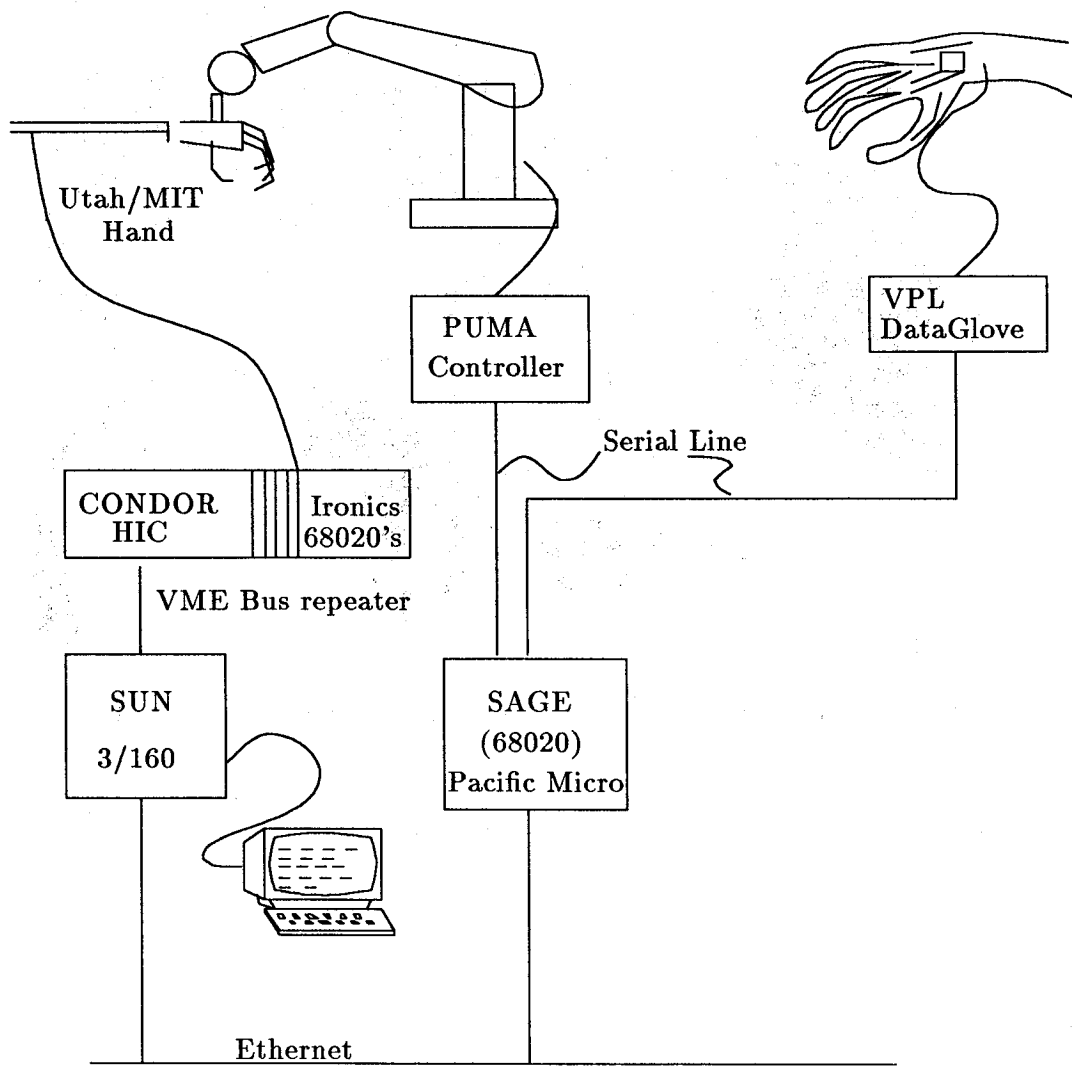 Utah/MIT
Hand
PUMA
Controller
VPL
DataGlove
Serial Line
CONDOR
HIC
Ironics
68020's
VME Bus repeater
SUN
3/160
SAGE
(68020)
Pacific Micro
Ethernet